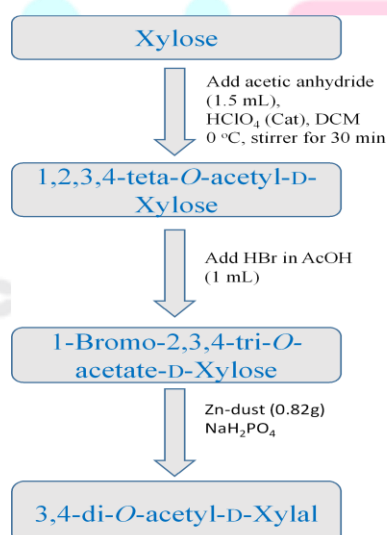 Xylose
Add acetic anhydride
(1.5 mL),
HClO₄ (Cat), DCM
0 °C, stirrer for 30 min
1,2,3,4-teta-O-acetyl-D-
Xylose
Add HBr in AcOH
(1 mL)
1-Bromo-2,3,4-tri-O-
acetate-D-Xylose
Zn-dust (0.82g)
NaH₂PO₄
3,4-di-O-acetyl-D-Xylal